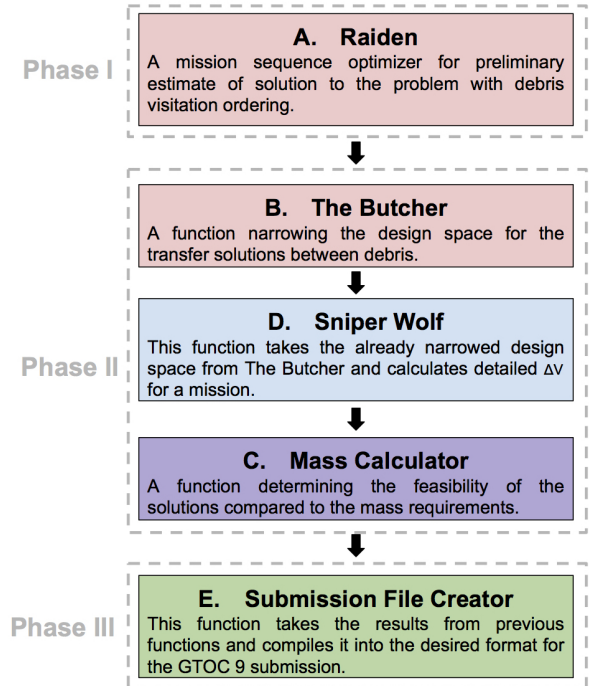 A. Raiden
Phase I
A mission sequence optimizer for preliminary
estimate of solution to the problem with debris
visitation ordering.
B. The Butcher
A function narrowing the design space for the
transfer solutions between debris.
Phase II
D. Sniper Wolf
This function takes the already narrowed design
space from The Butcher and calculates detailed ΔV
for a mission.
C. Mass Calculator
A function determining the feasibility of the
solutions compared to the mass requirements.
Phase III
E. Submission File Creator
This function takes the results from previous
functions and compiles it into the desired format for
the GTOC 9 submission.